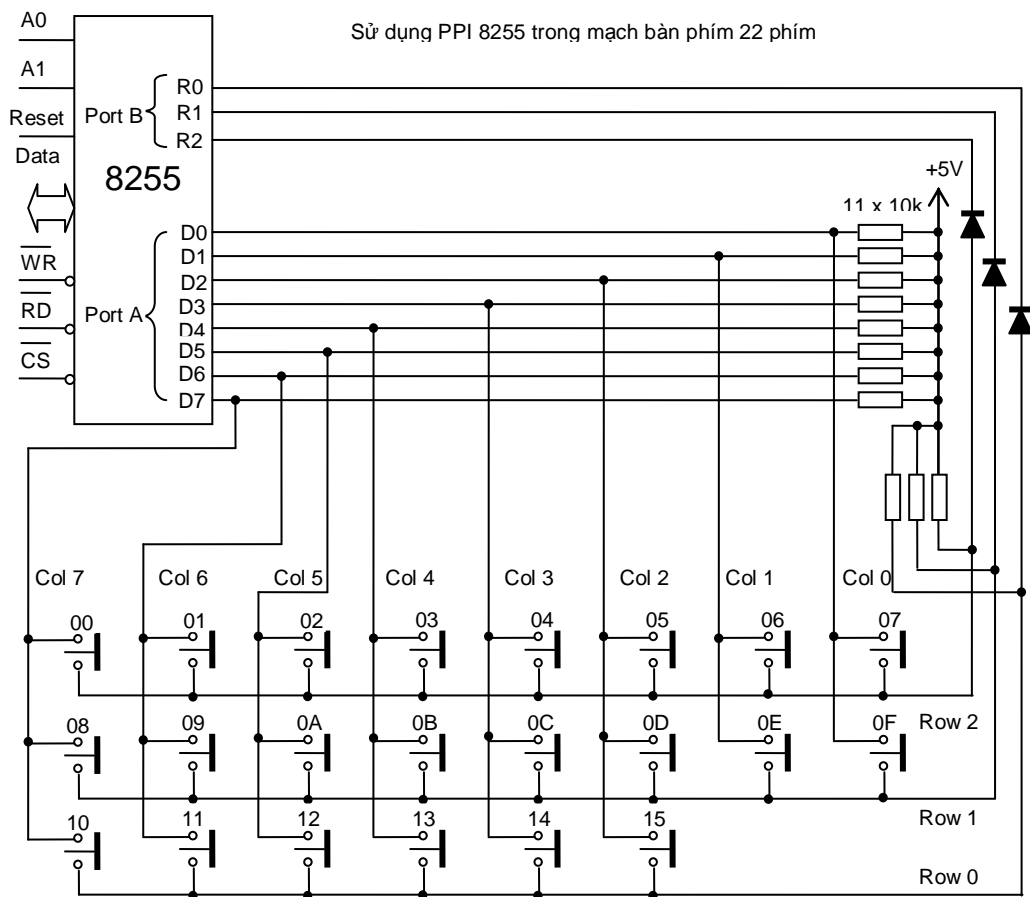 A0
Sử dụng PPI 8255 trong mạch bàn phím 22 phím
A1
R0
Reset
Port B
R1
R2
Data
8255
+5V
11 x 10k
D0
D1
WR
D2
RD
Port A
D3
D4
CS
D5
D6
D7
Col 7 Col 6 Col 5 Col 4 Col 3 Col 2 Col 1 Col 0
00 01 02 03 04 05 06 07
Row 2
08 09 0A 0B 0C 0D 0E 0F
Row 1
10 11 12 13 14 15
Row 0